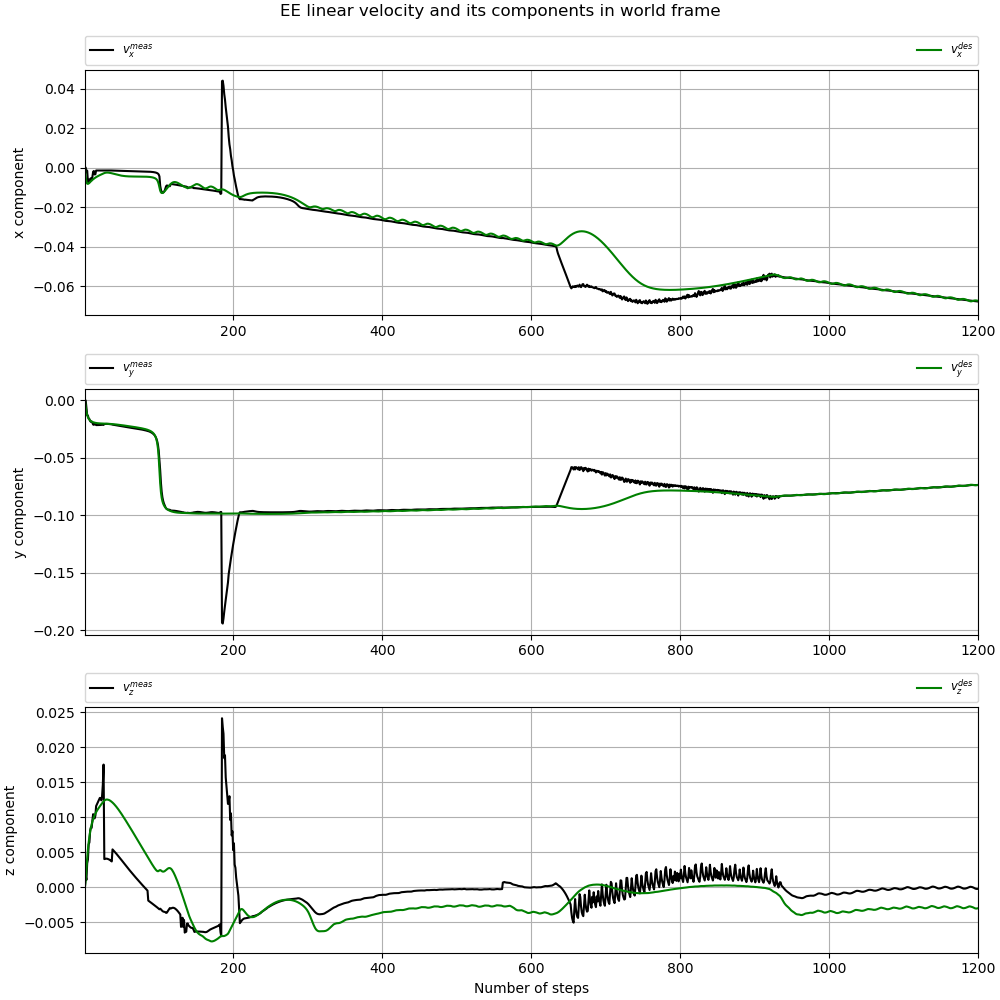 EE linear velocity and its components in world frame
v_x^meas v_x^des
0.04
0.02
0.00
−0.02
−0.04
−0.06
x component
200 400 600 800 1000 1200
v_y^meas v_y^des
0.00
−0.05
−0.10
−0.15
−0.20
y component
200 400 600 800 1000 1200
v_z^meas v_z^des
0.025
0.020
0.015
0.010
0.005
0.000
−0.005
z component
200 400 600 800 1000 1200
Number of steps